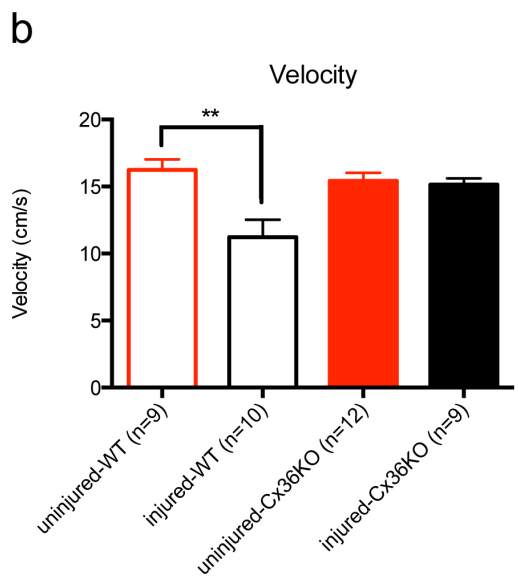 b
Velocity
**
Velocity (cm/s)
20
15
10
5
0
uninjured-WT (n=9)
injured-WT (n=10)
uninjured-Cx36KO (n=12)
injured-Cx36KO (n=9)